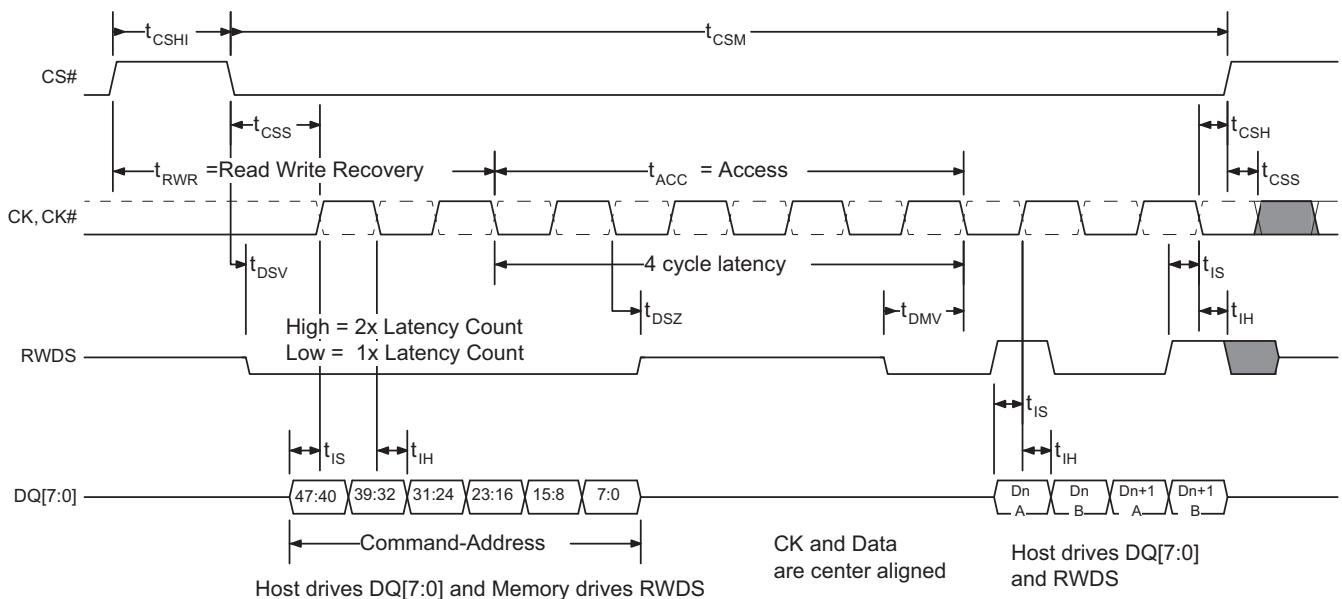 tCSHI
tCSM
CS#
tCSS
tCSH
tRWR =Read Write Recovery
tACC = Access
tCSS
CK, CK#
tDSV
4 cycle latency
tIS
tDSZ
tDMV
tIH
High = 2x Latency Count
Low = 1x Latency Count
RWDS
tIS
tIH
tIS
tIH
DQ[7:0]
47:40 39:32 31:24 23:16 15:8 7:0
Dn A
Dn B
Dn+1 A
Dn+1 B
Command-Address
CK and Data
are center aligned
Host drives DQ[7:0]
and RWDS
Host drives DQ[7:0] and Memory drives RWDS